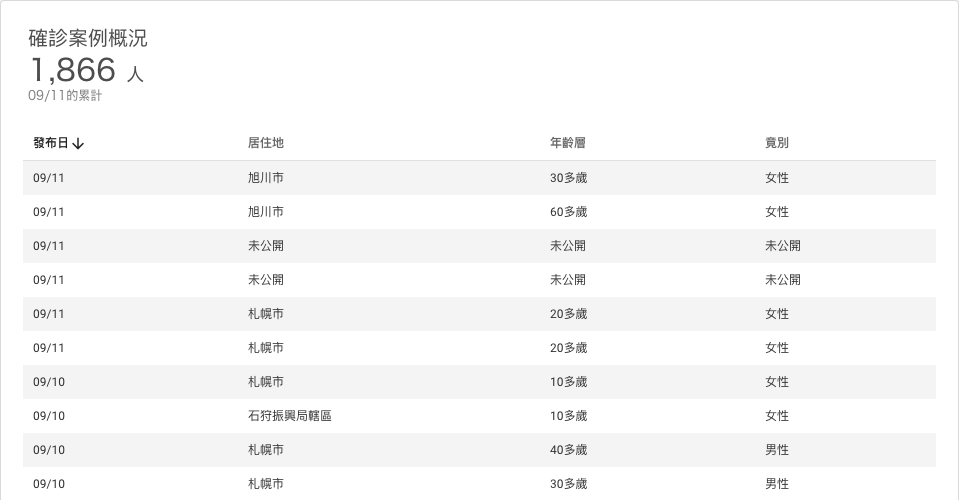 確診案例概況
1,866 人
09/11的累計
發布日↓ 居住地 年齡層 竟別
09/11 旭川市 30多歲 女性
09/11 旭川市 60多歲 女性
09/11 未公開 未公開 未公開
09/11 未公開 未公開 未公開
09/11 札幌市 20多歲 女性
09/11 札幌市 20多歲 女性
09/10 札幌市 10多歲 女性
09/10 石狩振興局轄區 10多歲 女性
09/10 札幌市 40多歲 男性
09/10 札幌市 30多歲 男性